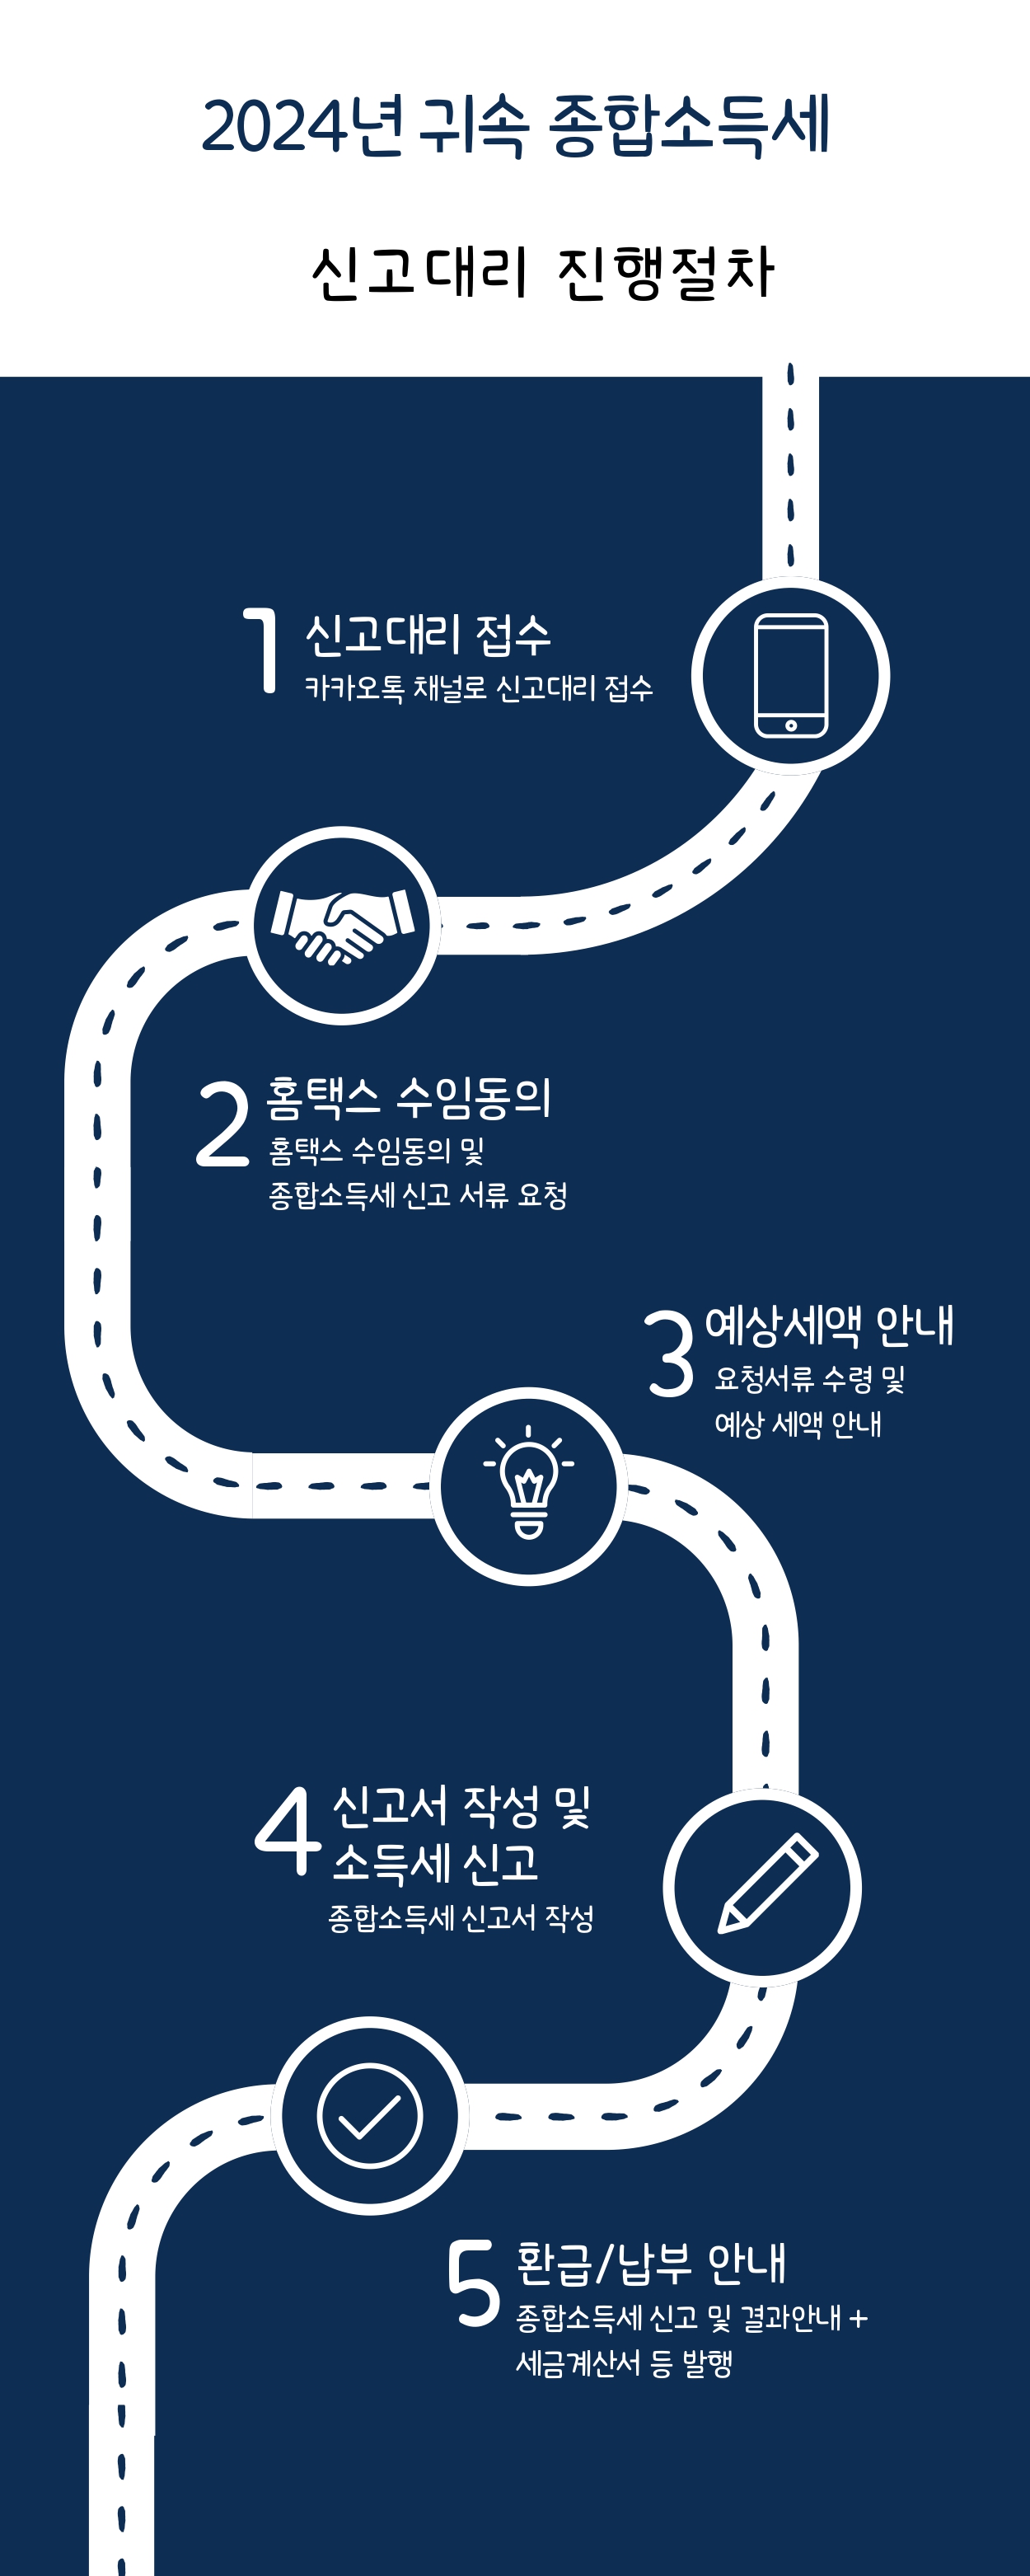 2024년 귀속 종합소득세
신고대리 진행절차
1
신고대리 접수
카카오톡 채널로 신고대리 접수
2
홈택스 수임동의
홈택스 수임동의 및
종합소득세 신고 서류 요청
3
예상세액 안내
요청서류 수령 및
예상 세액 안내
4
신고서 작성 및
소득세 신고
종합소득세 신고서 작성
5
환급/납부 안내
종합소득세 신고 및 결과안내 +
세금계산서 등 발행